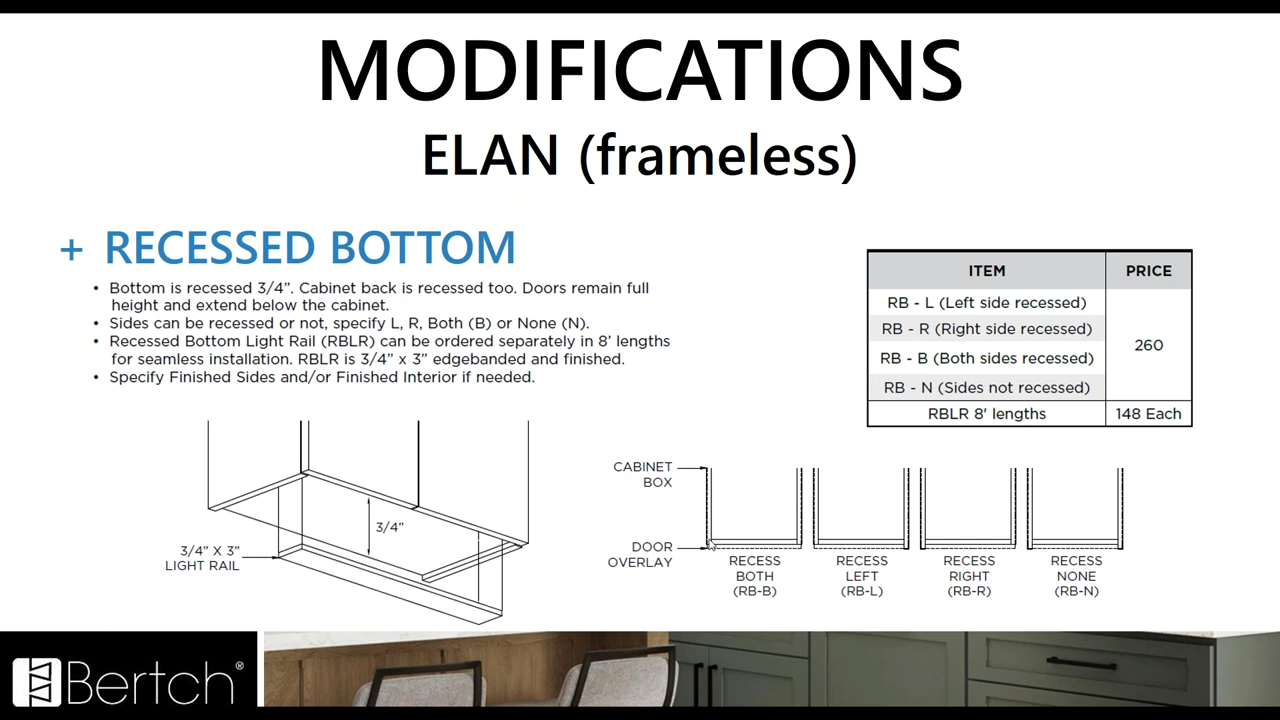 MODIFICATIONS
ELAN (frameless)
+ RECESSED BOTTOM
• Bottom is recessed 3/4”. Cabinet back is recessed too. Doors remain full
height and extend below the cabinet.
• Sides can be recessed or not, specify L, R, Both (B) or None (N).
• Recessed Bottom Light Rail (RBLR) can be ordered separately in 8’ lengths
for seamless installation. RBLR is 3/4” x 3” edgebanded and finished.
• Specify Finished Sides and/or Finished Interior if needed.
ITEM PRICE
RB - L (Left side recessed)
RB - R (Right side recessed)
RB - B (Both sides recessed)
RB - N (Sides not recessed)
260
RBLR 8' lengths 148 Each
3/4”
3/4” X 3”
LIGHT RAIL
CABINET
BOX
DOOR
OVERLAY
RECESS
BOTH
(RB-B)
RECESS
LEFT
(RB-L)
RECESS
RIGHT
(RB-R)
RECESS
NONE
(RB-N)
Bertch®